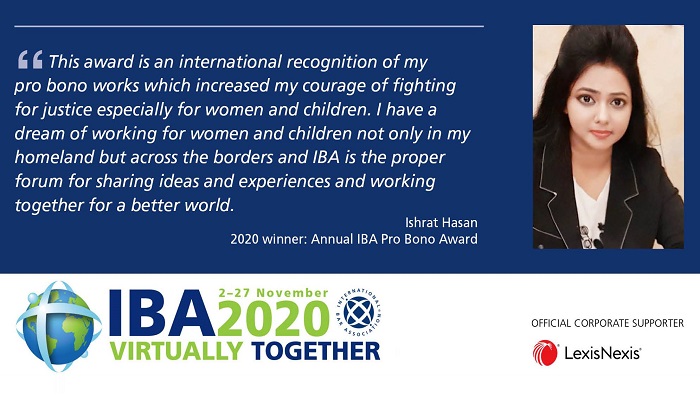 “ This award is an international recognition of my
pro bono works which increased my courage of fighting
for justice especially for women and children. I have a
dream of working for women and children not only in my
homeland but across the borders and IBA is the proper
forum for sharing ideas and experiences and working
together for a better world.
Ishrat Hasan
2020 winner: Annual IBA Pro Bono Award
2–27 November
IBA 2020
VIRTUALLY TOGETHER
INTERNATIONAL BAR ASSOCIATION
OFFICIAL CORPORATE SUPPORTER
LexisNexis®